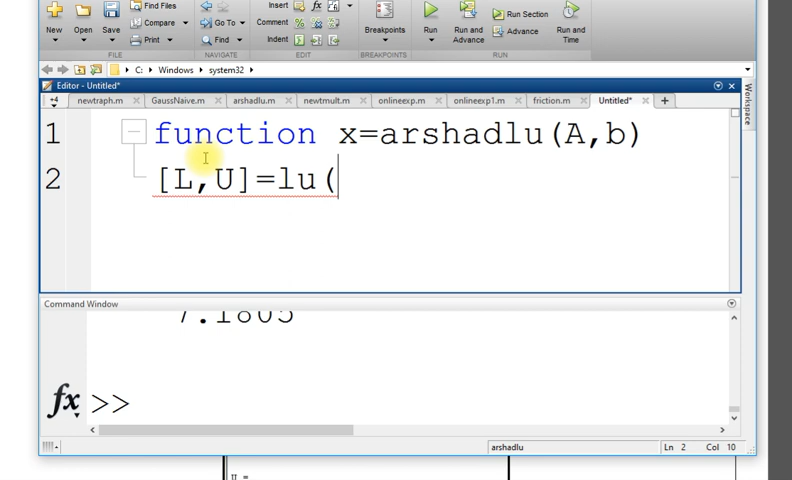 Find Files
Insert fx
New Open Save Compare Go To Comment Breakpoints Run Run and Advance Run Section Advance Run and Time
Print Find Indent
FILE NAVIGATE EDIT BREAKPOINTS RUN
C: Windows system32
Editor - Untitled*
+4 newtraph.m GaussNaive.m arshadlu.m newtmult.m onlineexp.m onlineexp1.m friction.m Untitled* +
Workspace
1 function x=arshadlu(A,b)
2 [L,U]=lu(
Command Window
7.1805
fx >>
arshadlu Ln 2 Col 10
U =